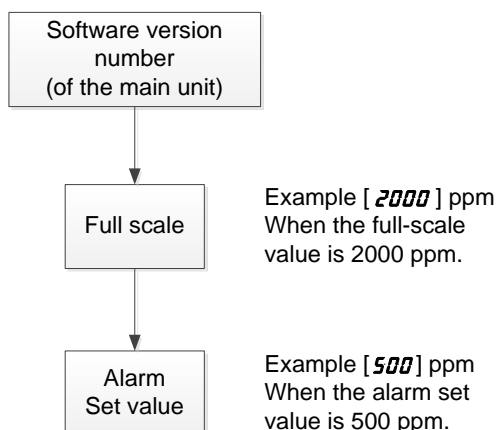 Software version
number
(of the main unit)
Full scale
Example [ 2000 ] ppm
When the full-scale
value is 2000 ppm.
Alarm
Set value
Example [ 500 ] ppm
When the alarm set
value is 500 ppm.